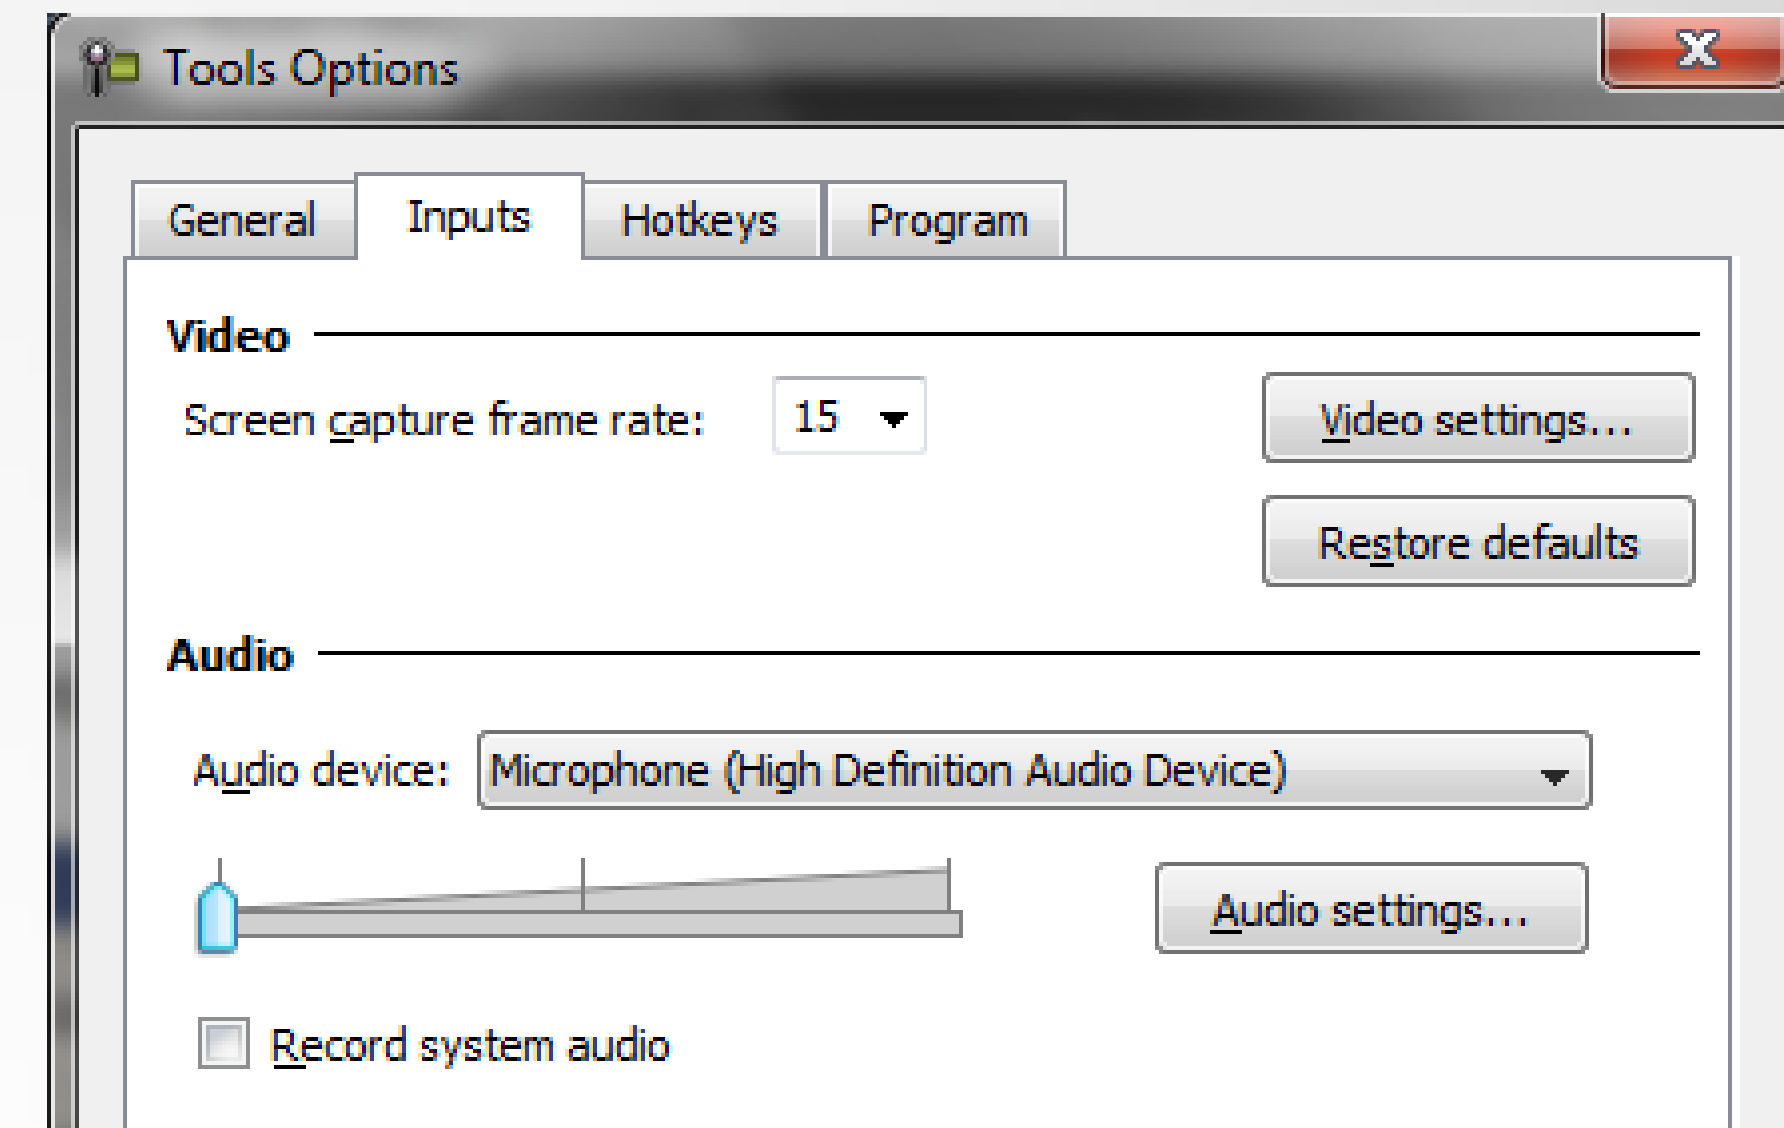 Tools Options
General Inputs Hotkeys Program
Video
Screen capture frame rate: 15 Video settings...
Restore defaults
Audio
Audio device: Microphone (High Definition Audio Device)
Audio settings...
Record system audio